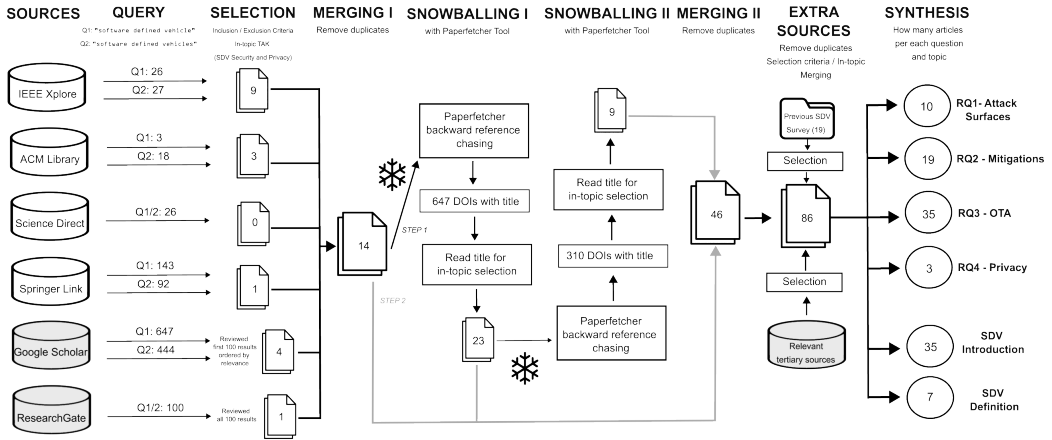 SOURCES
QUERY
Q1: "software defined vehicle"
Q2: "software defined vehicles"
SELECTION
Inclusion / Exclusion Criteria
In-topic TAK
(SDV Security and Privacy)
MERGING I
Remove duplicates
SNOWBALLING I
with Paperfetcher Tool
SNOWBALLING II
with Paperfetcher Tool
MERGING II
Remove duplicates
EXTRA
SOURCES
Remove duplicates
Selection criteria / In-topic
Merging
SYNTHESIS
How many articles
per each question
and topic
IEEE Xplore
Q1: 26
Q2: 27
9
ACM Library
Q1: 3
Q2: 18
3
Science Direct
Q1/2: 26
0
Springer Link
Q1: 143
Q2: 92
1
Google Scholar
Q1: 647
Q2: 444
Reviewed
first 100 results
ordered by
relevance
4
ResearchGate
Q1/2: 100
Reviewed
all 100 results
1
14
STEP 1
STEP 2
Paperfetcher
backward reference
chasing
647 DOIs with title
Read title for
in-topic selection
23
9
Read title for
in-topic selection
310 DOIs with title
Paperfetcher
backward reference
chasing
46
Previous SDV
Survey (19)
Selection
86
Selection
Relevant
tertiary sources
10
RQ1- Attack
Surfaces
19
RQ2 - Mitigations
35
RQ3 - OTA
3
RQ4 - Privacy
35
SDV
Introduction
7
SDV
Definition